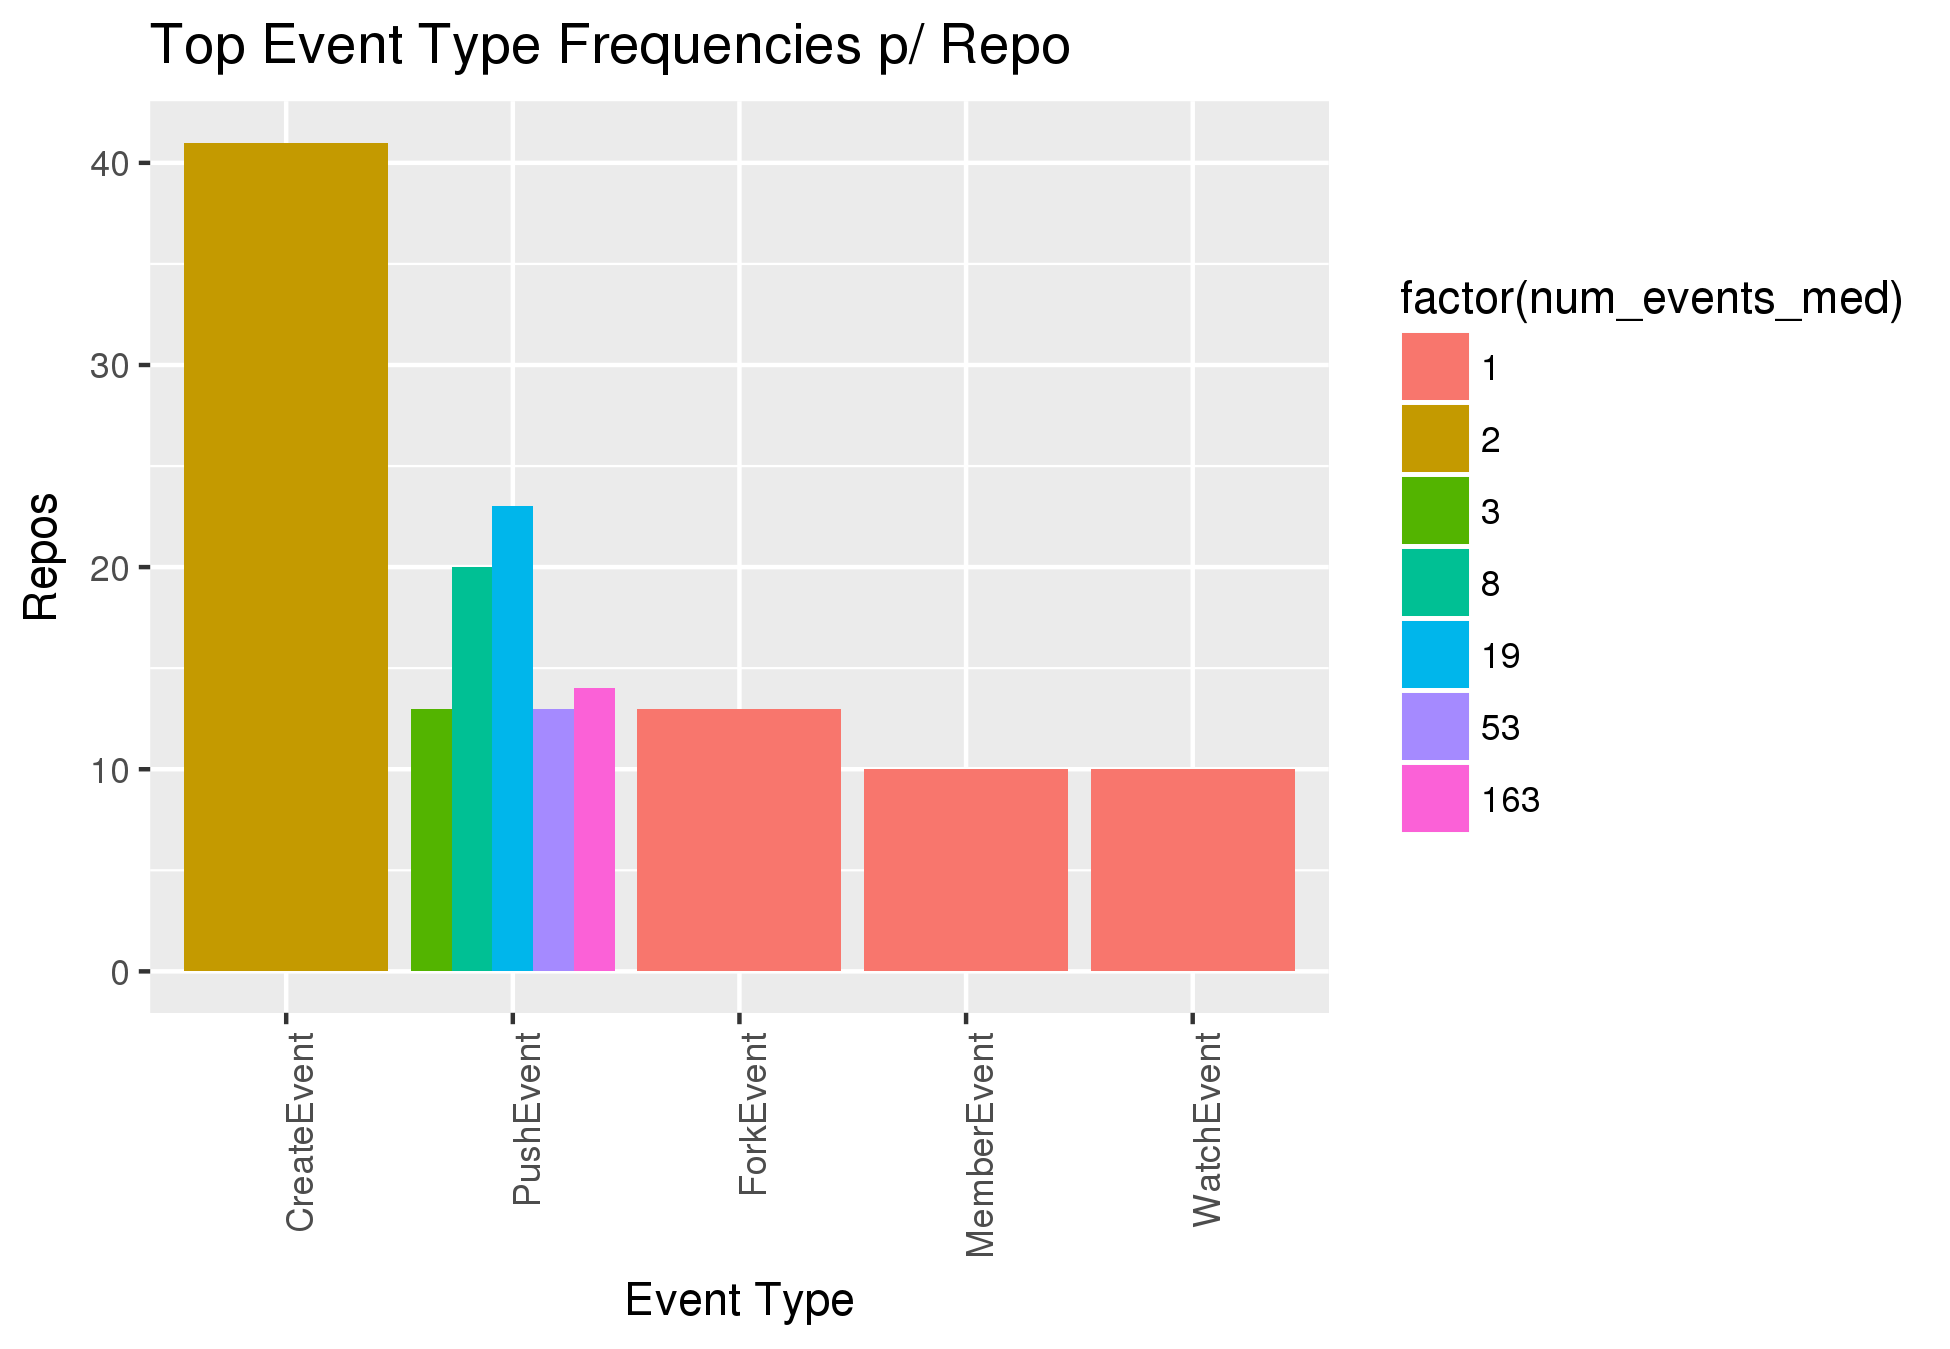 Top Event Type Frequencies p/ Repo
Repos
40
30
20
10
0
CreateEvent
PushEvent
ForkEvent
MemberEvent
WatchEvent
Event Type
factor(num_events_med)
1
2
3
8
19
53
163